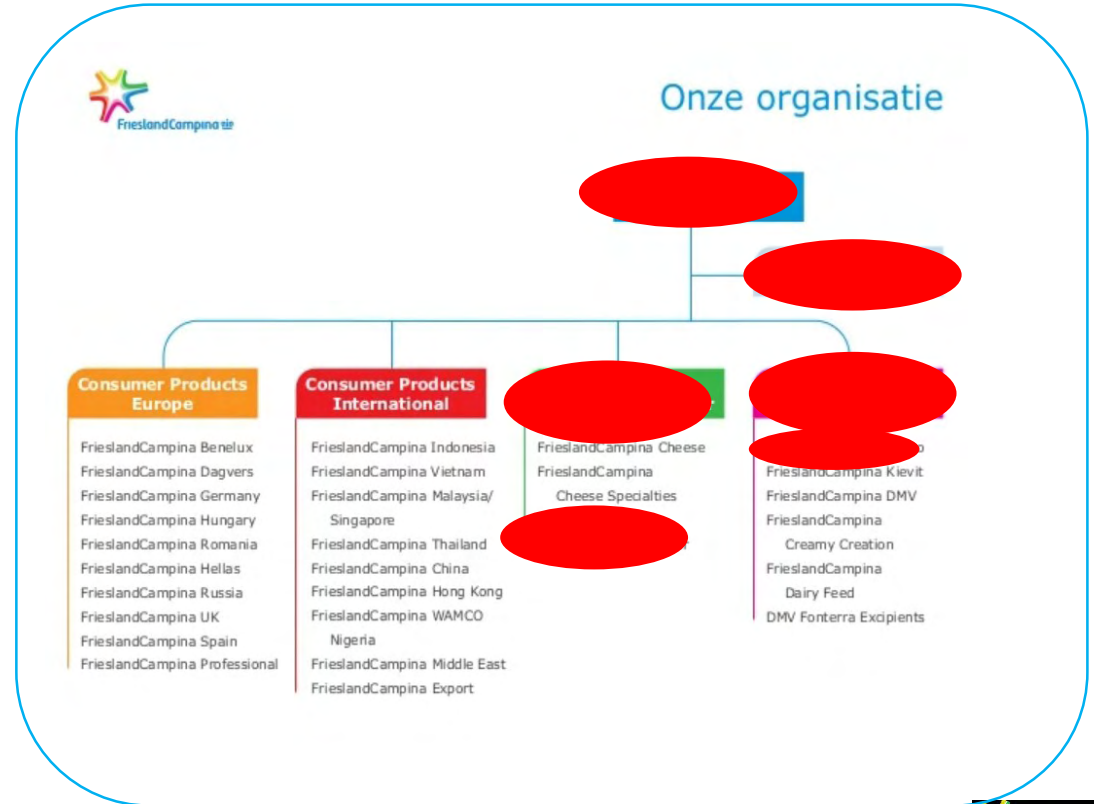 FrieslandCampina
Onze organisatie
Consumer Products
Europe
FrieslandCampina Benelux
FrieslandCampina Dagvers
FrieslandCampina Germany
FrieslandCampina Hungary
FrieslandCampina Romania
FrieslandCampina Hellas
FrieslandCampina Russia
FrieslandCampina UK
FrieslandCampina Spain
FrieslandCampina Professional
Consumer Products
International
FrieslandCampina Indonesia
FrieslandCampina Vietnam
FrieslandCampina Malaysia/
Singapore
FrieslandCampina Thailand
FrieslandCampina China
FrieslandCampina Hong Kong
FrieslandCampina WAMCO
Nigeria
FrieslandCampina Middle East
FrieslandCampina Export
FrieslandCampina Cheese
FrieslandCampina
Cheese Specialties
FrieslandCampina Kievit
FrieslandCampina DMV
FrieslandCampina
Creamy Creation
FrieslandCampina
Dairy Feed
DMV Fonterra Excipients